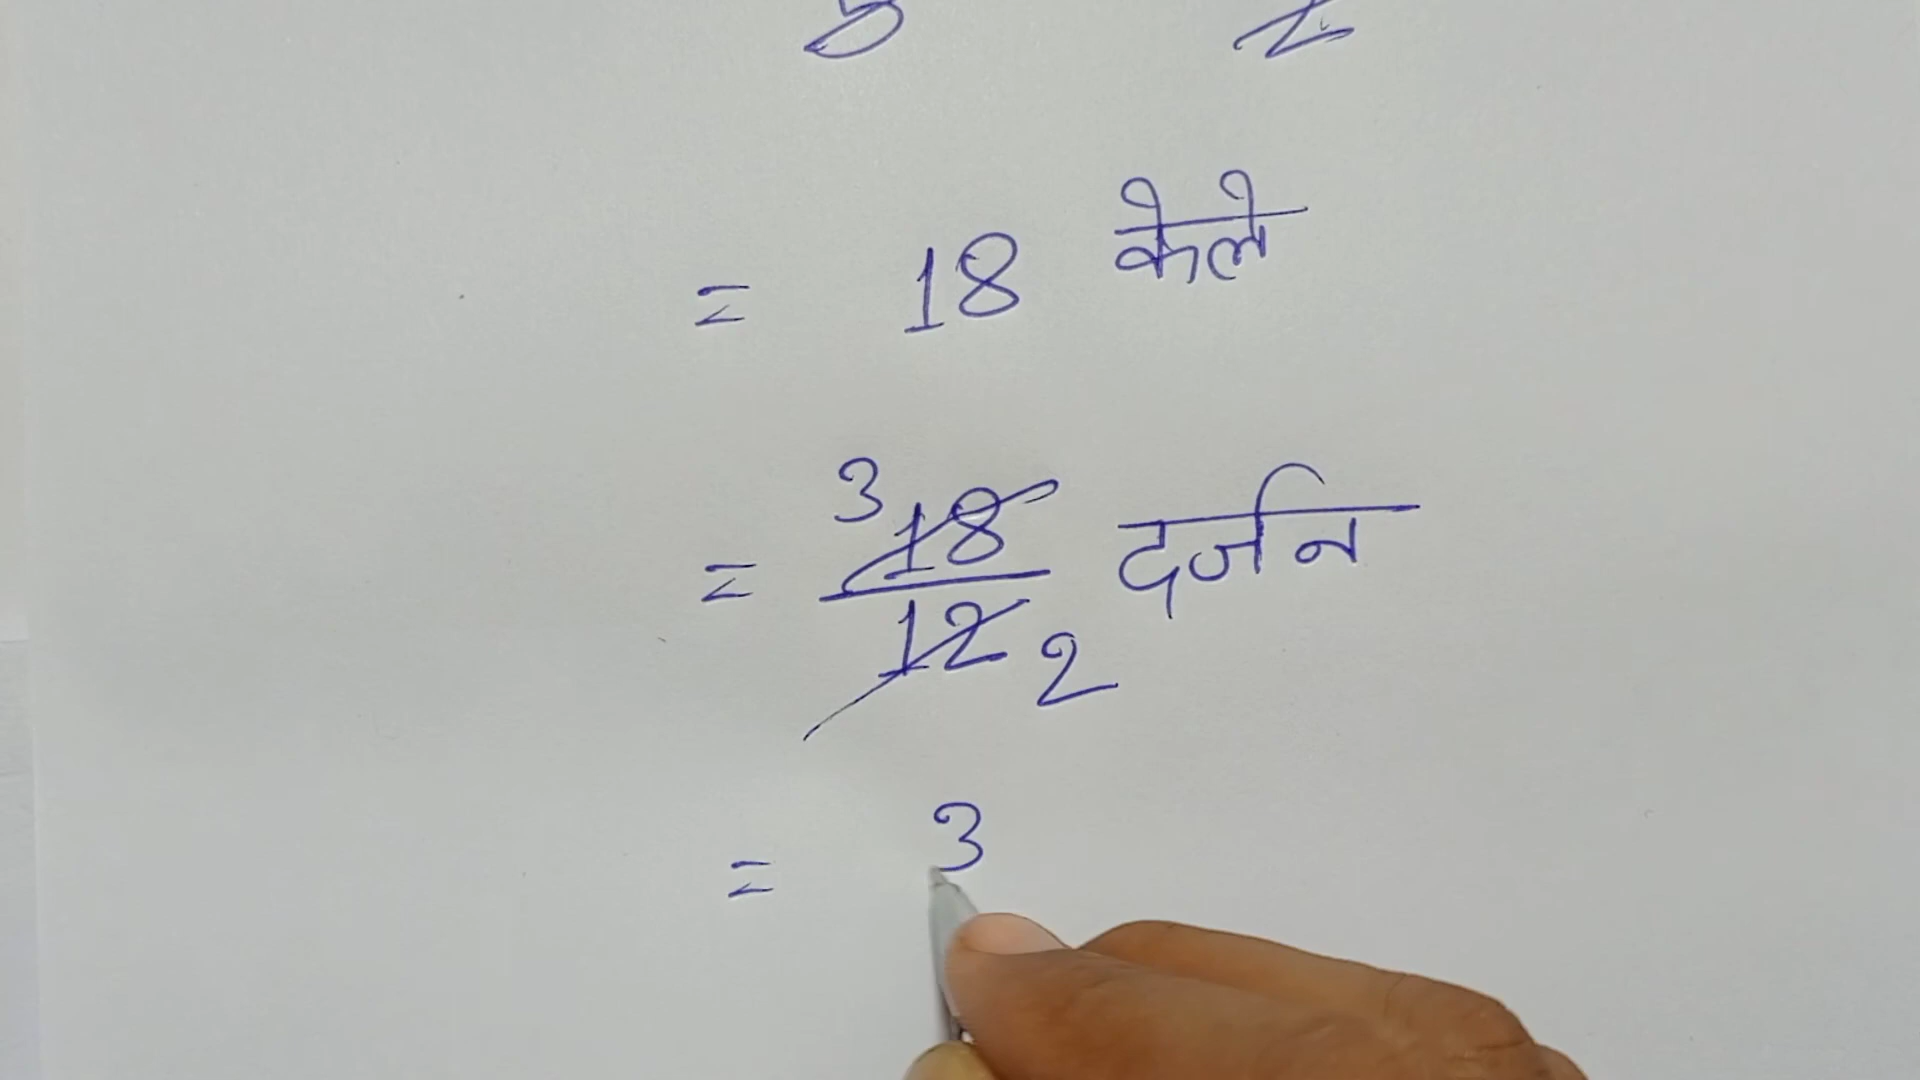 = 18 केले
= 3 18/12 2 दर्जन
= 3